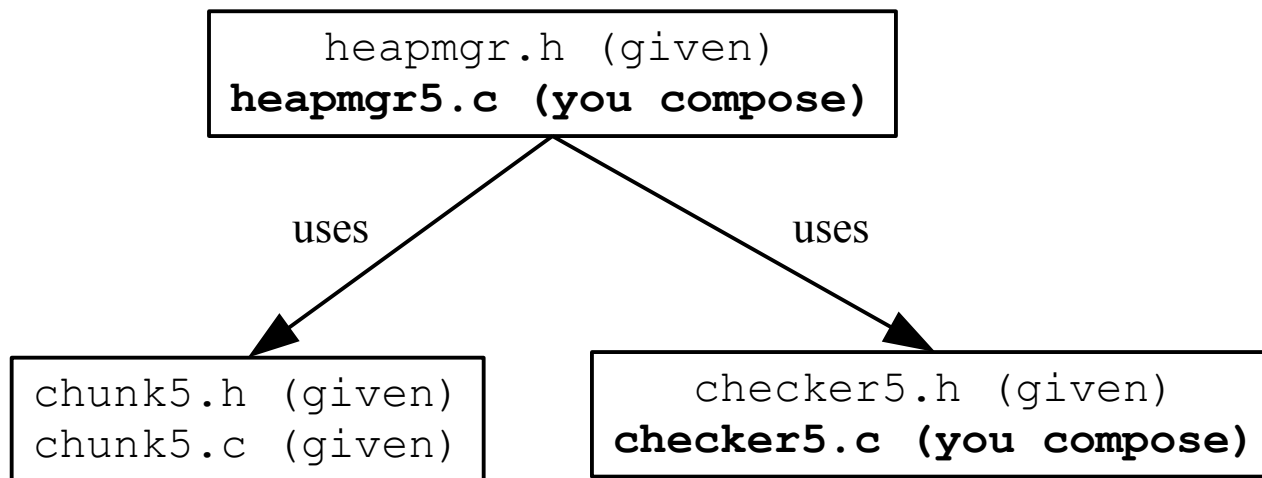 heapmgr.h (given)
heapmgr5.c (you compose)
uses
uses
chunk5.h (given)
chunk5.c (given)
checker5.h (given)
checker5.c (you compose)